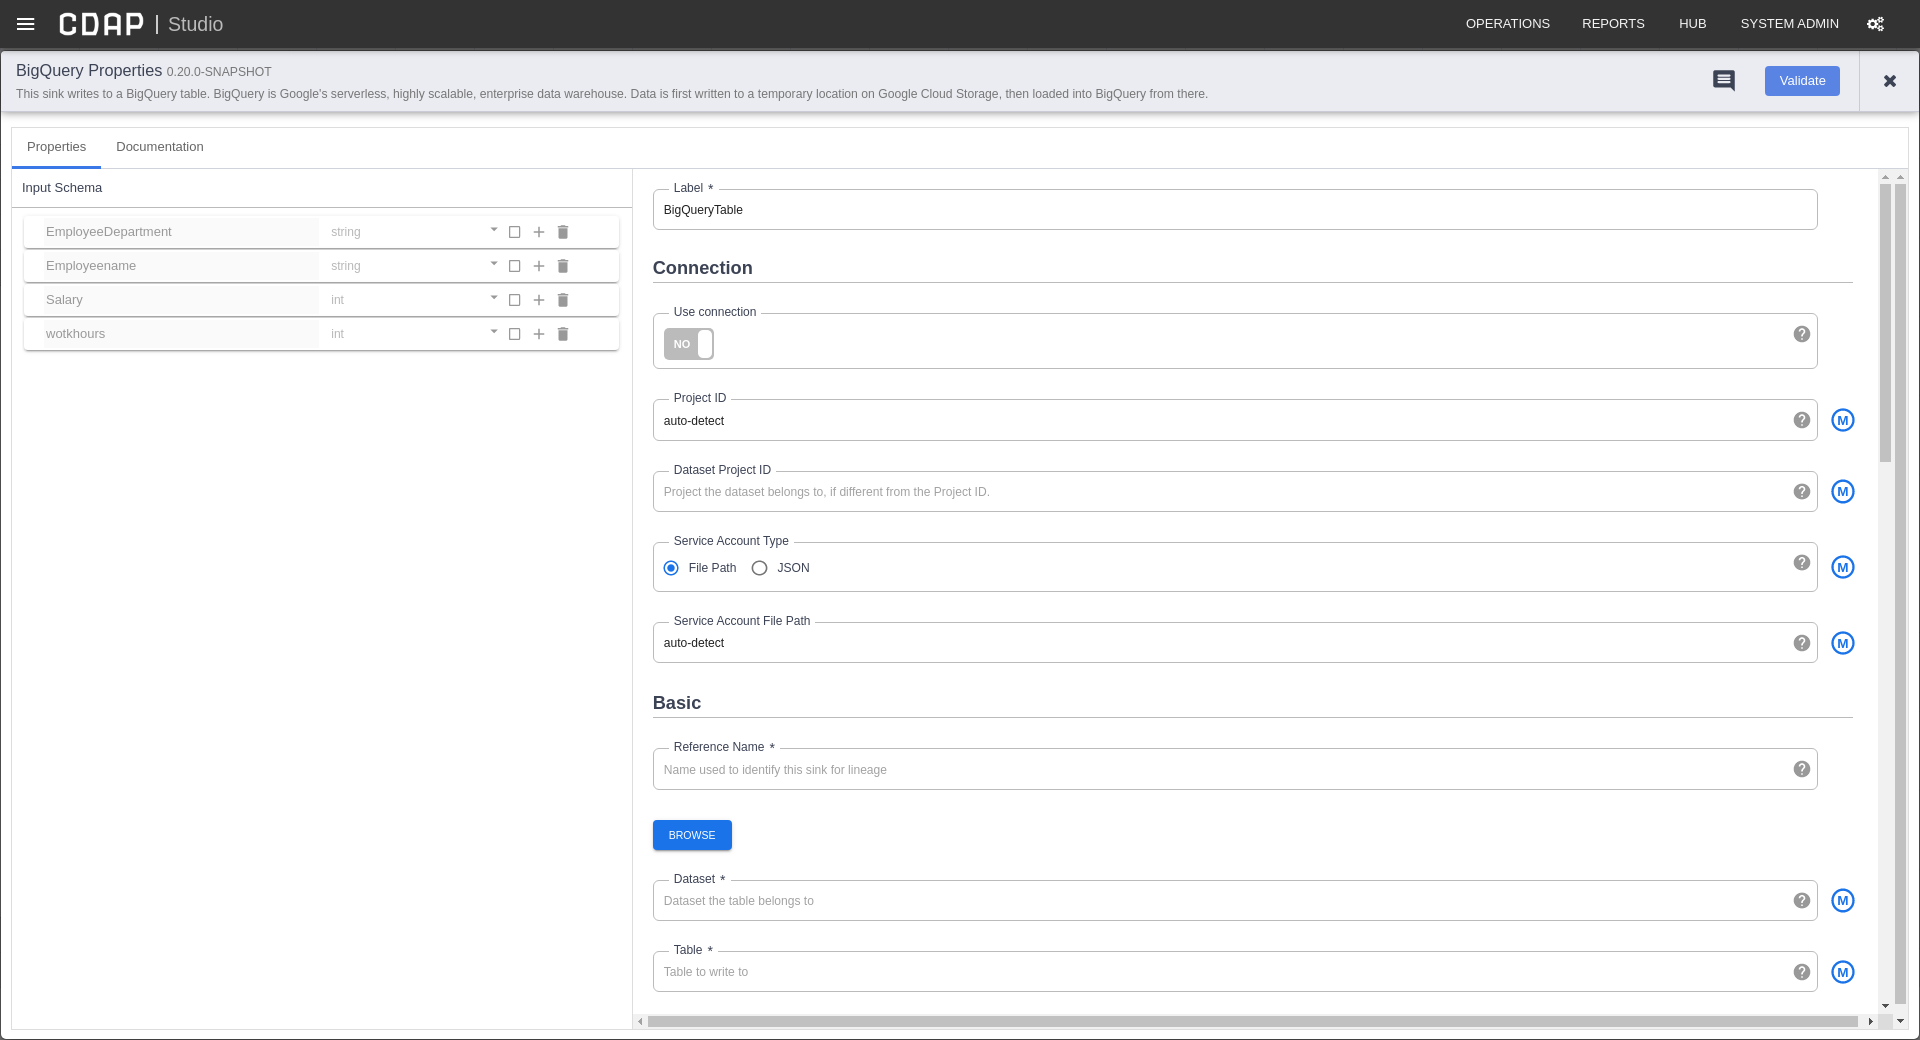 CDAP | Studio
OPERATIONS REPORTS HUB SYSTEM ADMIN
BigQuery Properties 0.20.0-SNAPSHOT
This sink writes to a BigQuery table. BigQuery is Google's serverless, highly scalable, enterprise data warehouse. Data is first written to a temporary location on Google Cloud Storage, then loaded into BigQuery from there.
Validate
Properties Documentation
Input Schema
EmployeeDepartment string
Employeename string
Salary int
wotkhours int
Label *
BigQueryTable
Connection
Use connection
NO
Project ID
auto-detect
M
Dataset Project ID
Project the dataset belongs to, if different from the Project ID.
M
Service Account Type
File Path JSON
M
Service Account File Path
auto-detect
M
Basic
Reference Name *
Name used to identify this sink for lineage
BROWSE
Dataset *
Dataset the table belongs to
M
Table *
Table to write to
M